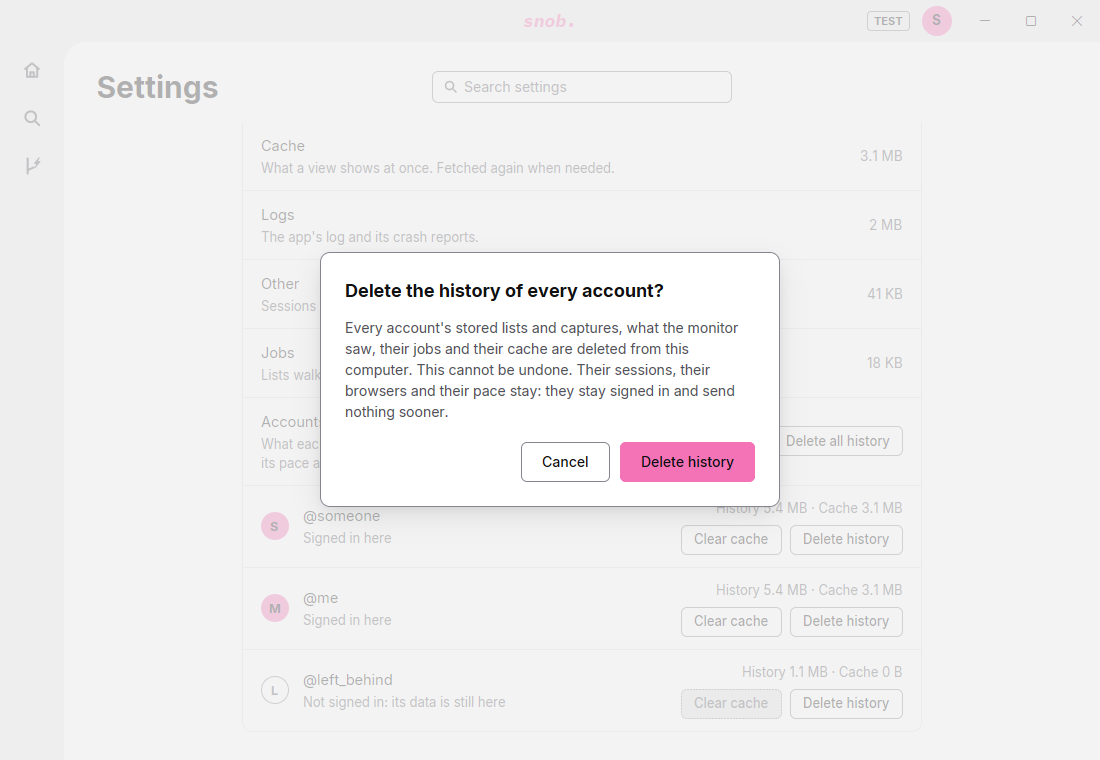 snob.
TEST
S
Settings
Search settings
Cache
What a view shows at once. Fetched again when needed.
3.1 MB
Logs
The app's log and its crash reports.
2 MB
Other
Sessions
41 KB
Jobs
Lists walk
18 KB
Account
What eac
its pace a
Delete all history
Delete the history of every account?
Every account's stored lists and captures, what the monitor
saw, their jobs and their cache are deleted from this
computer. This cannot be undone. Their sessions, their
browsers and their pace stay: they stay signed in and send
nothing sooner.
Cancel
Delete history
S
@someone
Signed in here
History 5.4 MB · Cache 3.1 MB
Clear cache
Delete history
M
@me
Signed in here
History 5.4 MB · Cache 3.1 MB
Clear cache
Delete history
L
@left_behind
Not signed in: its data is still here
History 1.1 MB · Cache 0 B
Clear cache
Delete history